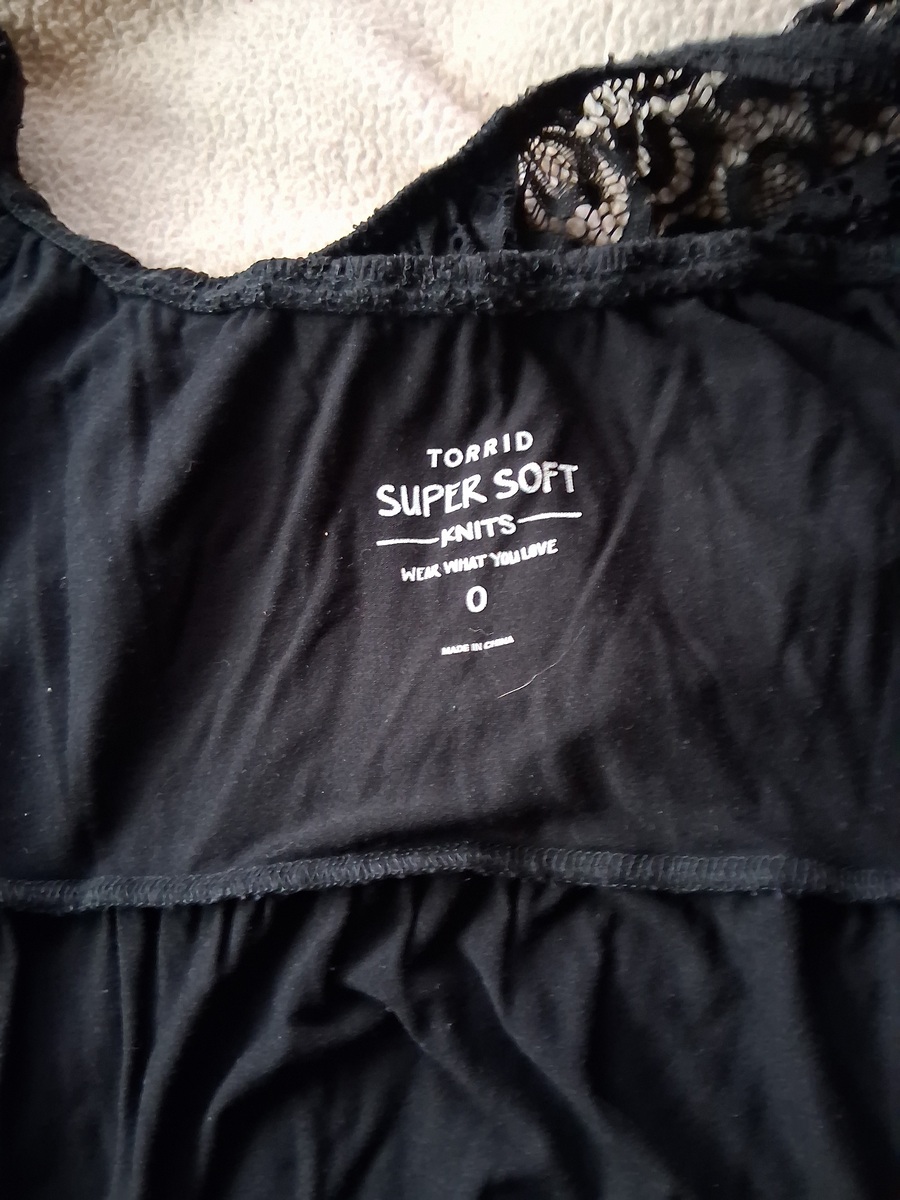 TORRID
SUPER SOFT
KNITS
WEAR WHAT YOU LOVE
0
MADE IN CHINA